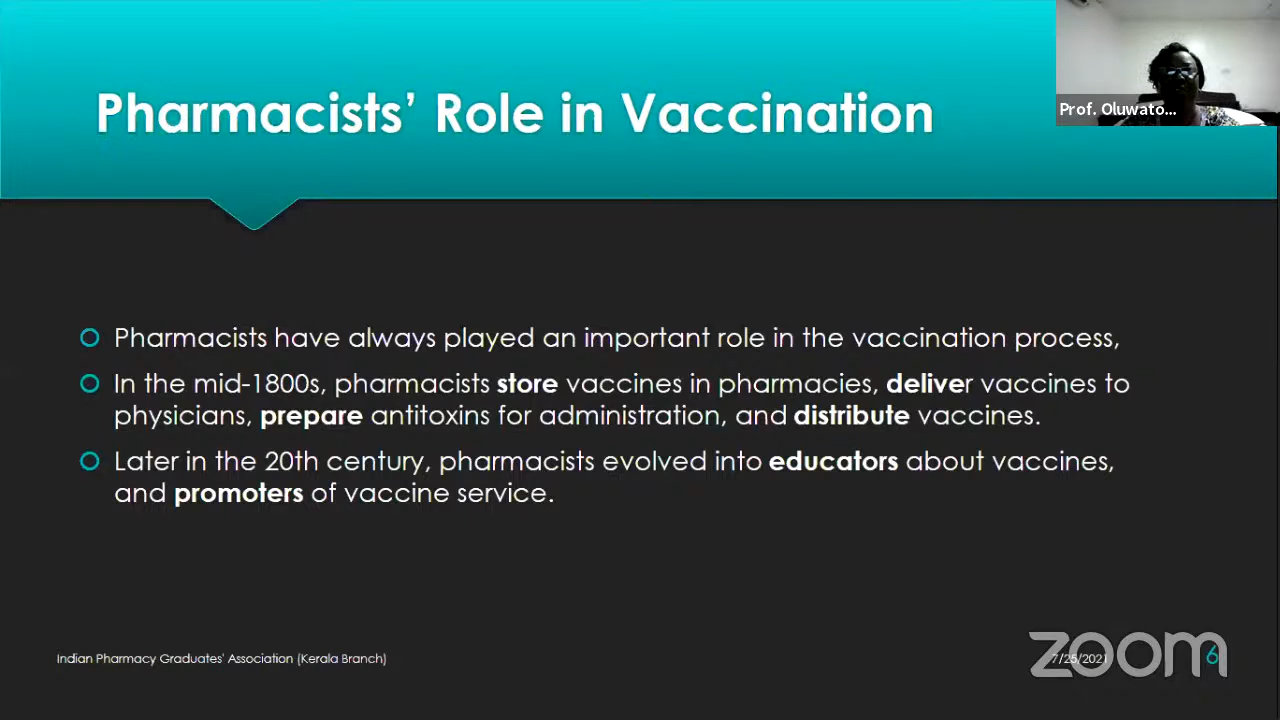 Pharmacists’ Role in Vaccination
Prof. Oluwato...
Pharmacists have always played an important role in the vaccination process,
In the mid-1800s, pharmacists store vaccines in pharmacies, deliver vaccines to
physicians, prepare antitoxins for administration, and distribute vaccines.
Later in the 20th century, pharmacists evolved into educators about vaccines,
and promoters of vaccine service.
Indian Pharmacy Graduates' Association (Kerala Branch)
7/25/2021
6
zoom